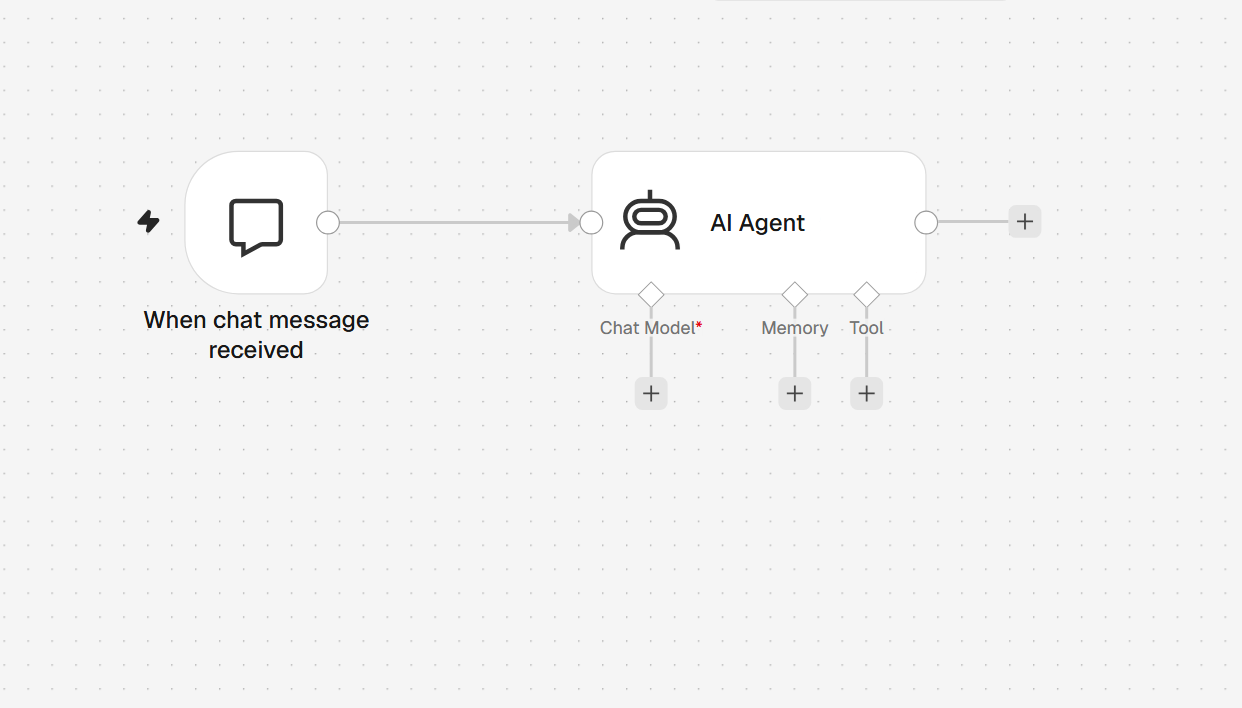 AI Agent
When chat message
received
Chat Model*
Memory
Tool